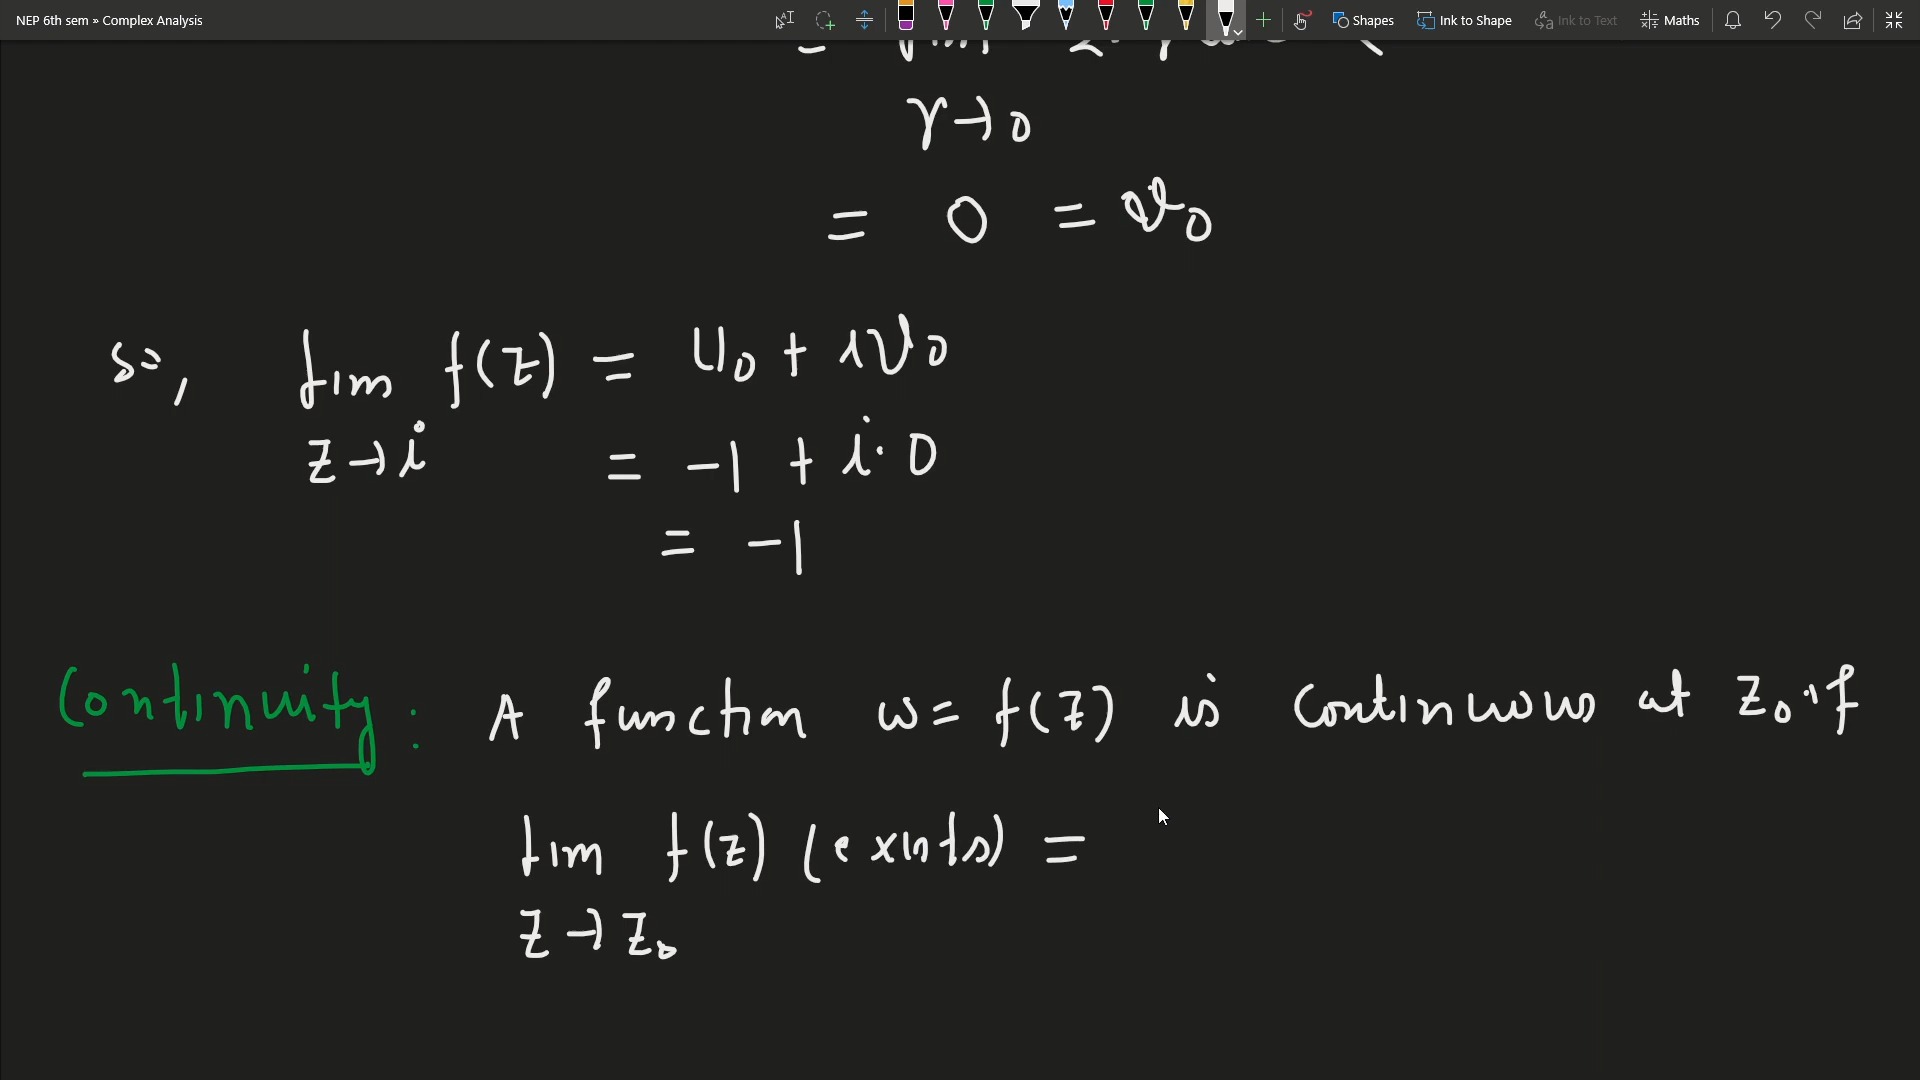 NEP 6th sem » Complex Analysis
Shapes Ink to Shape Ink to Text Maths
r→0
= 0 = v₀
So, lim f(z) = u₀ + iv₀
z→i = -1 + i·0
= -1
Continuity: A function w = f(z) is continuous at z₀ if
lim f(z) (exists) =
z→z₀